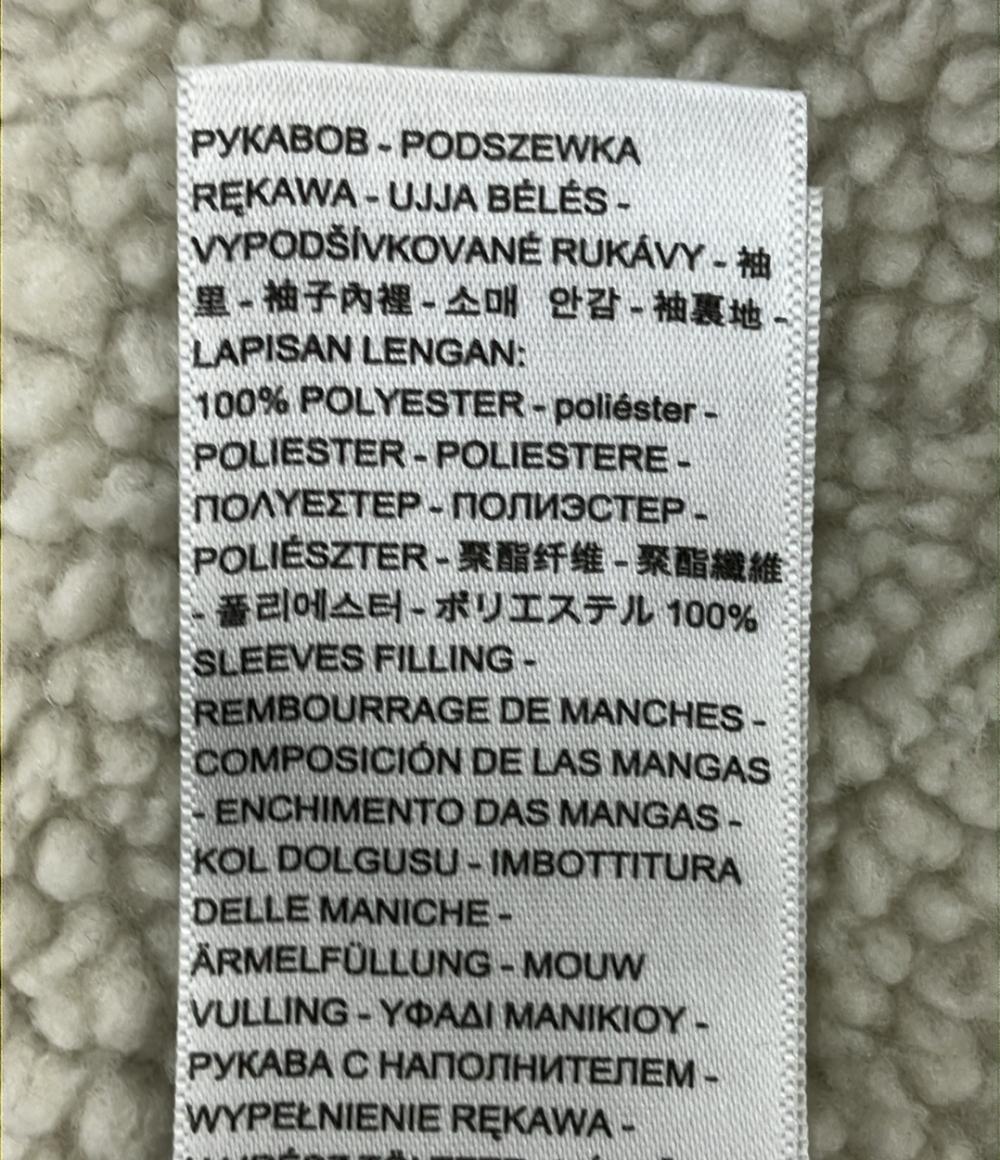 РУКАВОВ - PODSZEWKA
RĘKAWA - UJJA BÉLÉS -
VYPODŠÍVKOVANÉ RUKÁVY - 袖
里 - 袖子內裡 - 소매 안감 - 袖裏地 -
LAPISAN LENGAN:
100% POLYESTER - poliéster -
POLIESTER - POLIESTERE -
ΠΟΛΥΕΣΤΕΡ - ПОЛИЭСТЕР -
POLIÉSZTER - 聚酯纤维 - 聚酯纖維
- 폴리에스터 - ポリエステル 100%
SLEEVES FILLING -
REMBOURRAGE DE MANCHES -
COMPOSICIÓN DE LAS MANGAS
- ENCHIMENTO DAS MANGAS -
KOL DOLGUSU - IMBOTTITURA
DELLE MANICHE -
ÄRMELFÜLLUNG - MOUW
VULLING - ΥΦΑΔΙ ΜΑΝΙΚΙΟΥ -
РУКАВА С НАПОЛНИТЕЛЕМ -
WYPEŁNIENIE RĘKAWA -